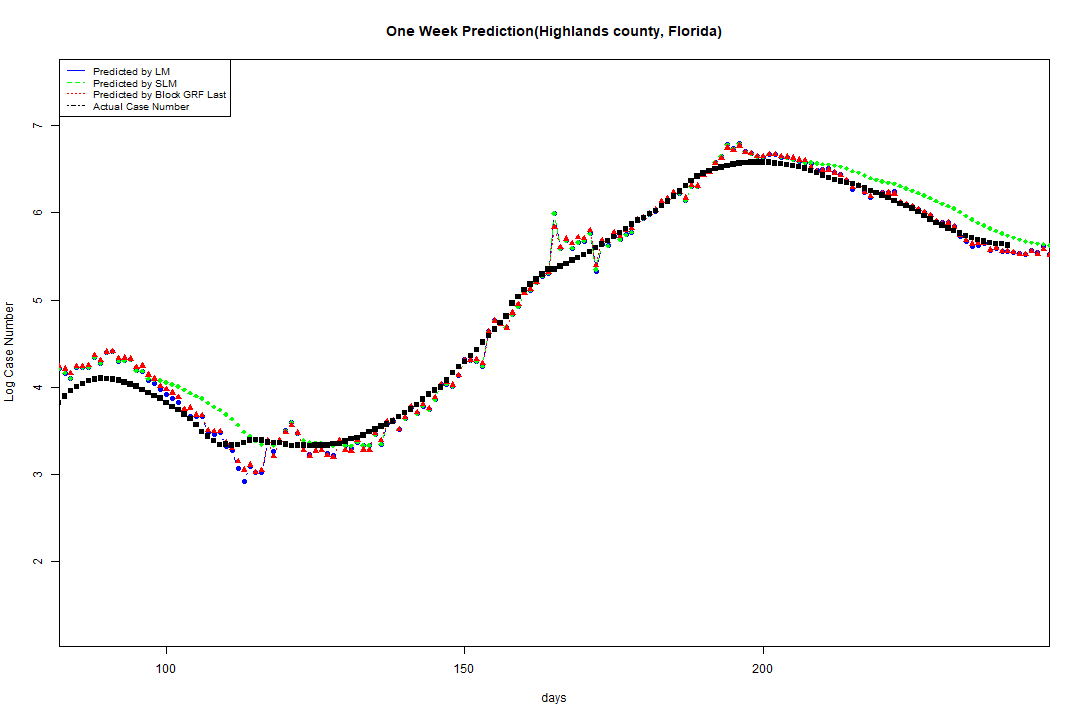 One Week Prediction(Highlands county, Florida)
Predicted by LM
Predicted by SLM
Predicted by Block GRF Last
Actual Case Number
7
6
5
4
3
2
Log Case Number
100 150 200
days